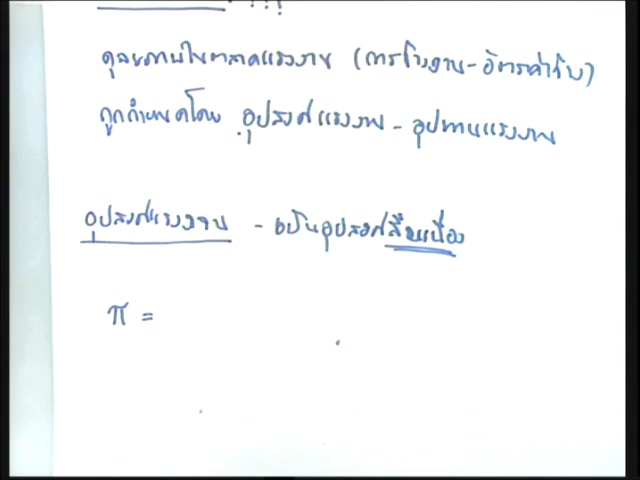 ดุลยภาพในตลาดแรงงาน (การจ้างงาน - อัตราค่าจ้าง)
ถูกกำหนดโดย อุปสงค์แรงงาน - อุปทานแรงงาน
อุปสงค์แรงงาน - เป็นอุปสงค์สืบเนื่อง
π =